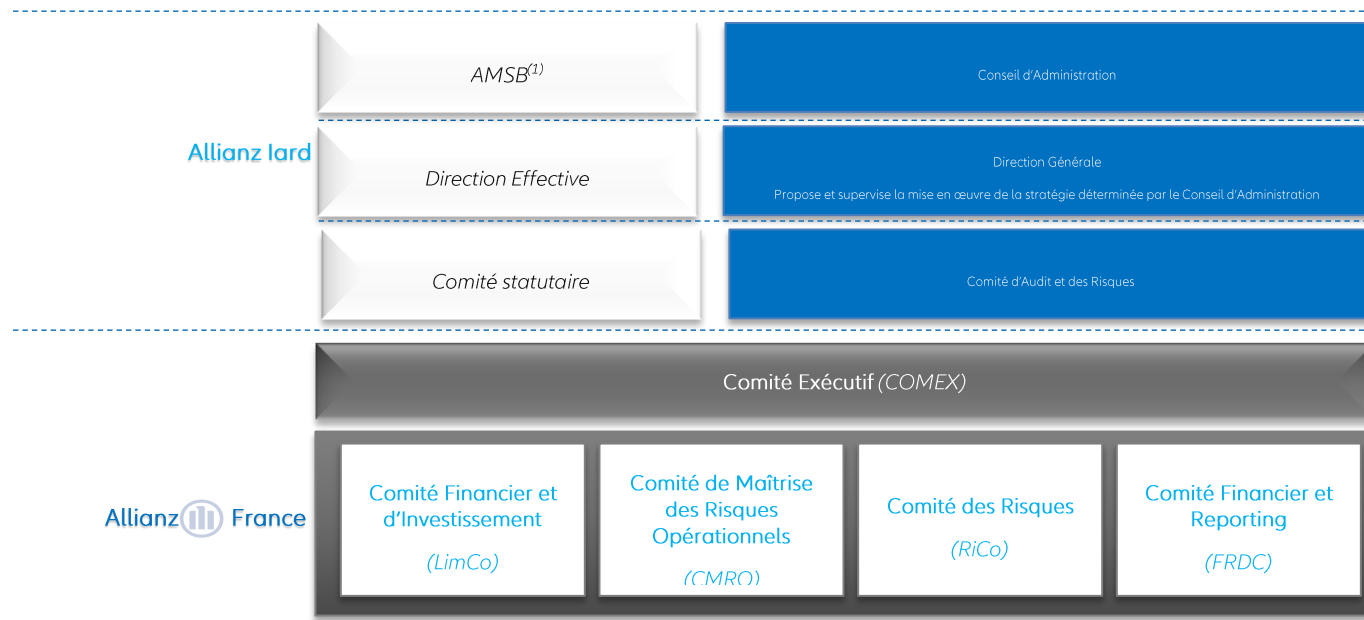 AMSB(1)
Conseil d'Administration
Allianz Iard
Direction Effective
Direction Générale
Propose et supervise la mise en œuvre de la stratégie déterminée par le Conseil d'Administration
Comité statutaire
Comité d'Audit et des Risques
Comité Exécutif (COMEX)
Allianz France
Comité Financier et
d'Investissement
(LimCo)
Comité de Maîtrise
des Risques
Opérationnels
(CMRO)
Comité des Risques
(RiCo)
Comité Financier et
Reporting
(FRDC)